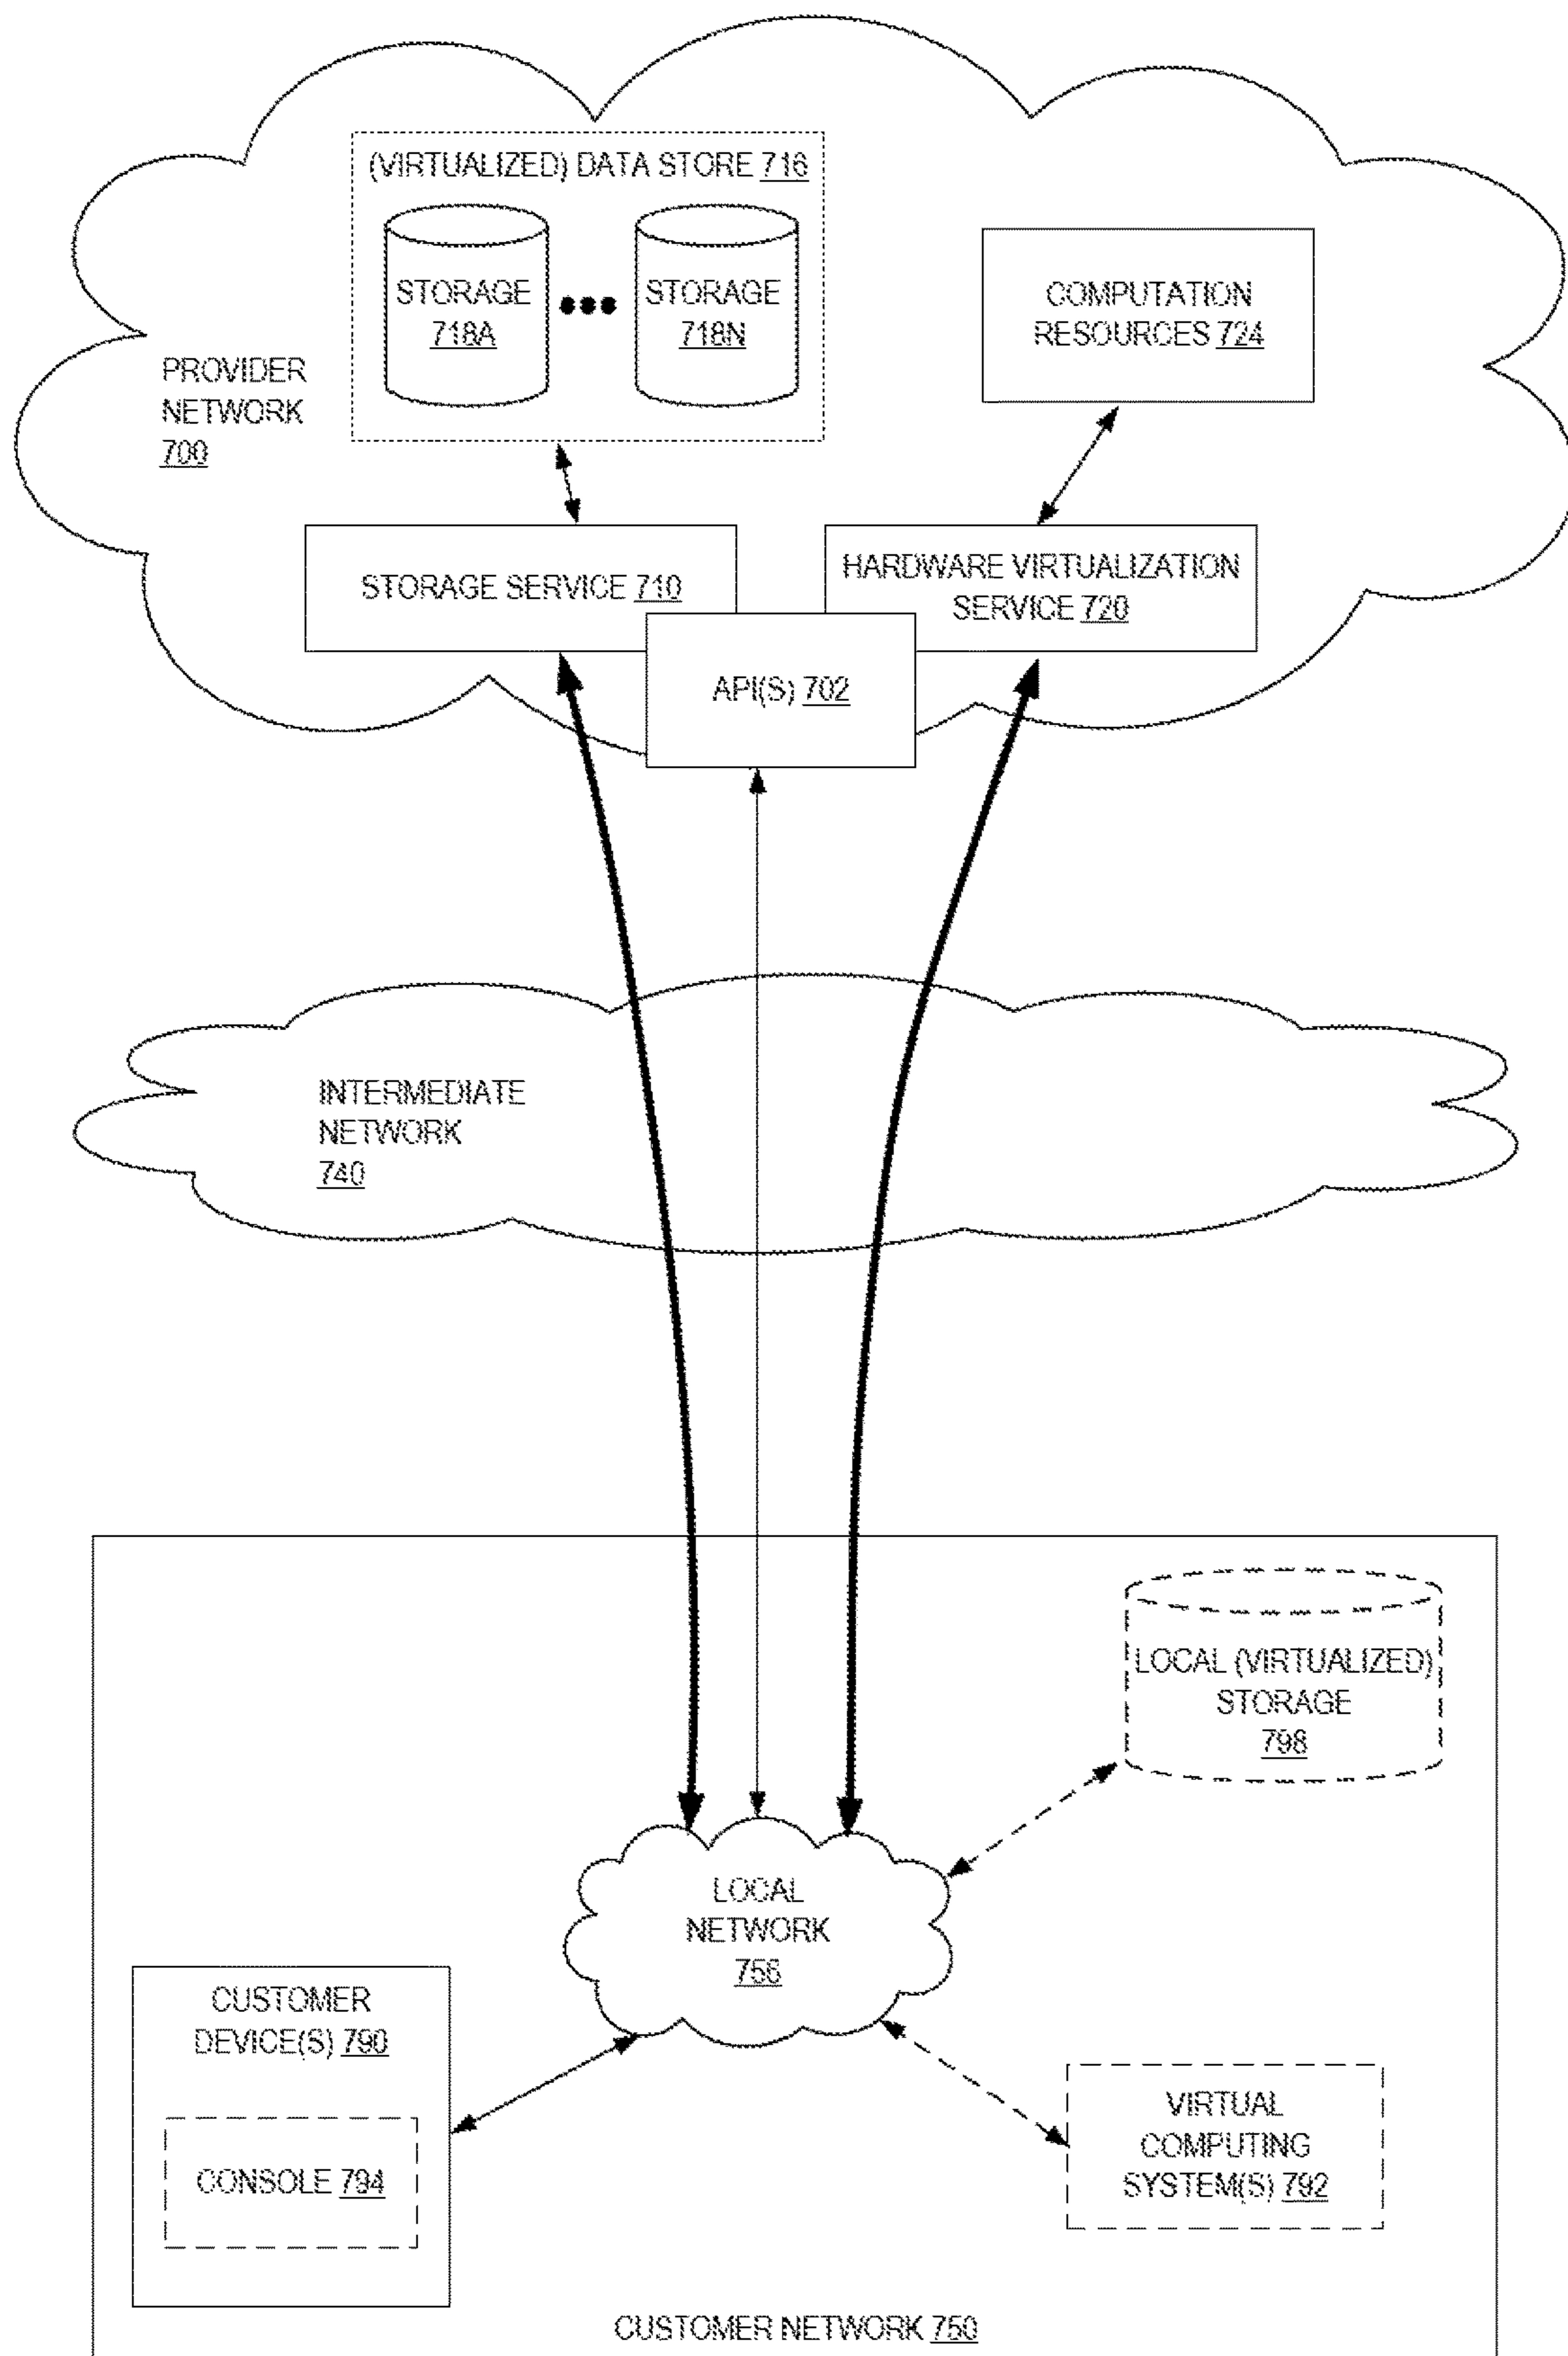 (VIRTUALIZED) DATA STORE 716
STORAGE
718A
STORAGE
718N
COMPUTATION
RESOURCES 724
PROVIDER
NETWORK
700
STORAGE SERVICE 710
HARDWARE VIRTUALIZATION
SERVICE 720
API(S) 702
INTERMEDIATE
NETWORK
740
LOCAL (VIRTUALIZED)
STORAGE
798
LOCAL
NETWORK
756
CUSTOMER
DEVICE(S) 790
CONSOLE 794
VIRTUAL
COMPUTING
SYSTEM(S) 792
CUSTOMER NETWORK 750